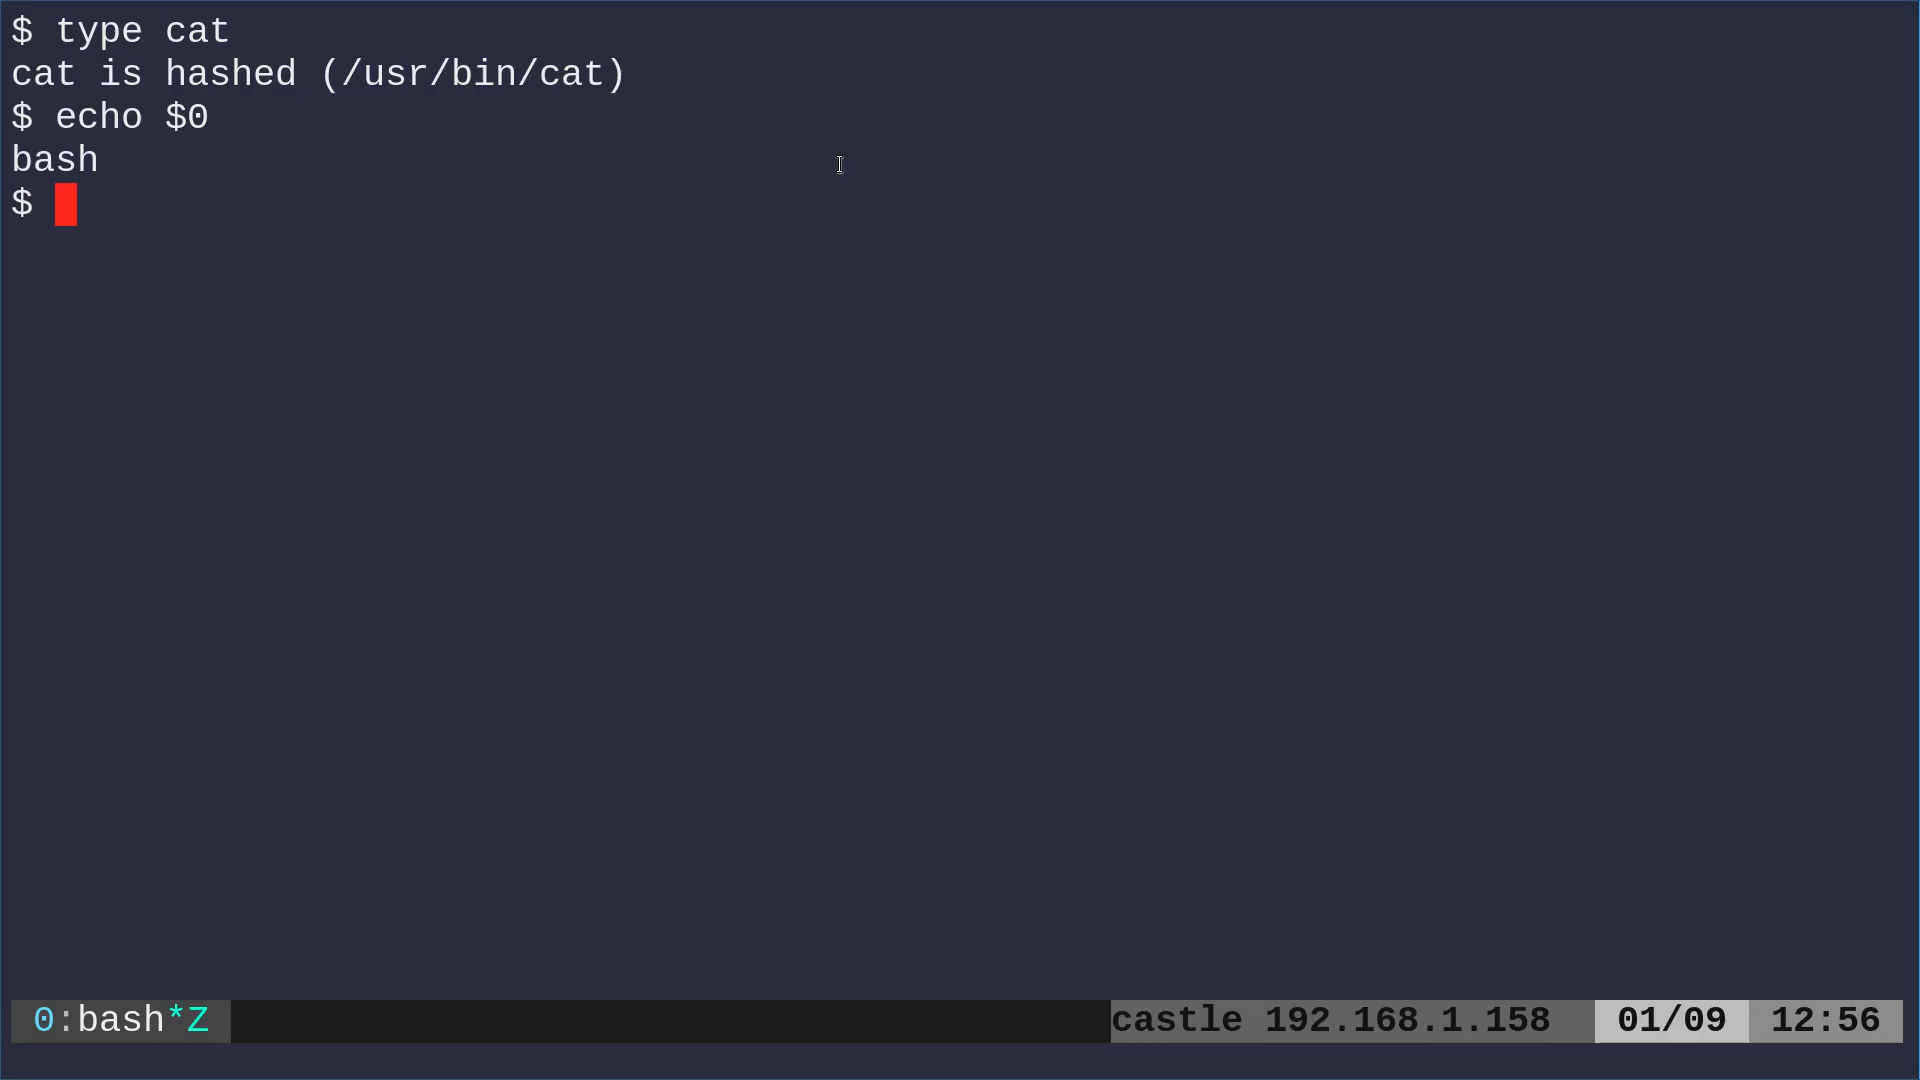 $ type cat
cat is hashed (/usr/bin/cat)
$ echo $0
bash
$
0:bash*Z castle 192.168.1.158 01/09 12:56